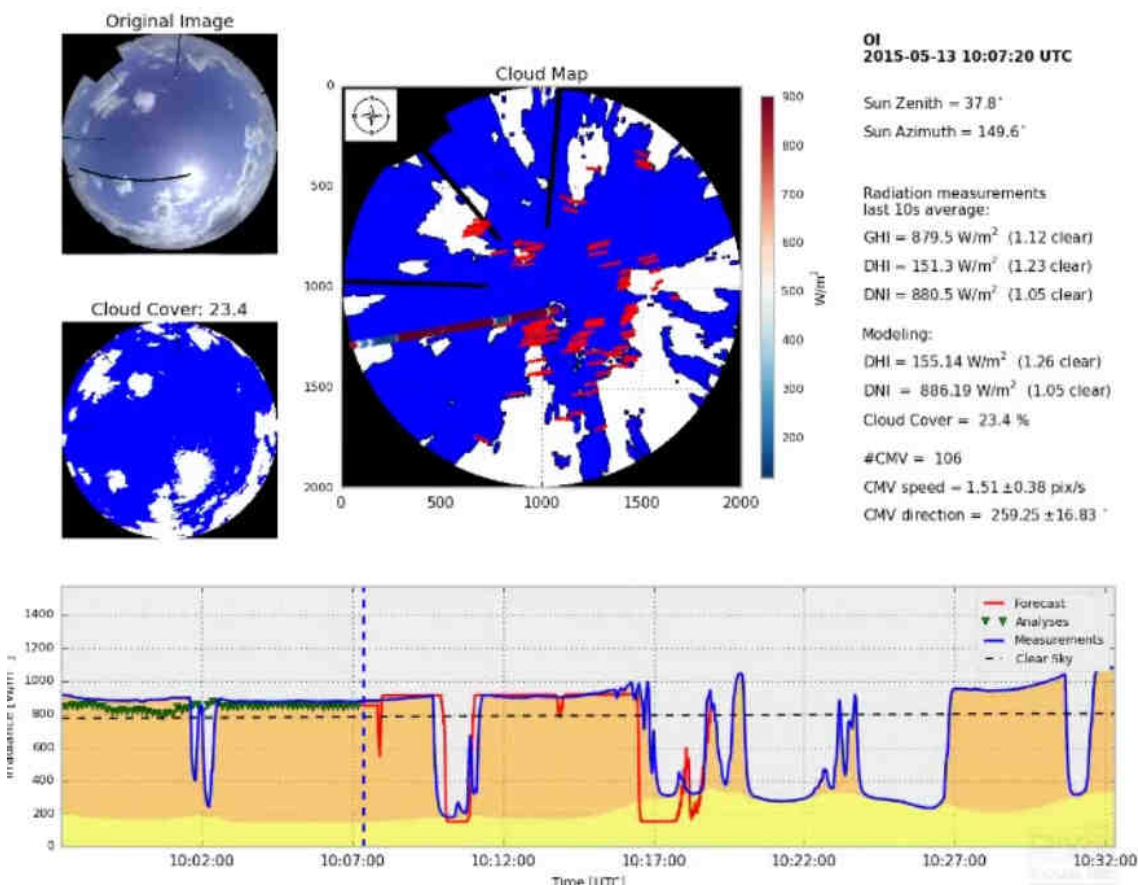 Original Image
Cloud Cover: 23.4
Cloud Map
0
500
1000
1500
2000
0
500
1000
1500
2000
900
800
700
600
500
400
300
200
W/m²
OI
2015-05-13 10:07:20 UTC
Sun Zenith = 37.8°
Sun Azimuth = 149.6°
Radiation measurements
last 10s average:
GHI = 879.5 W/m² (1.12 clear)
DHI = 151.3 W/m² (1.23 clear)
DNI = 880.5 W/m² (1.05 clear)
Modeling:
DHI = 155.14 W/m² (1.26 clear)
DNI = 886.19 W/m² (1.05 clear)
Cloud Cover = 23.4 %
#CMV = 106
CMV speed = 1.51 ±0.38 pix/s
CMV direction = 259.25 ±16.83 °
1400
1200
1000
800
600
400
200
0
Forecast
Analyses
Measurements
Clear Sky
10:02:00
10:07:00
10:12:00
10:17:00
10:22:00
10:27:00
10:32:00
Time [UTC]